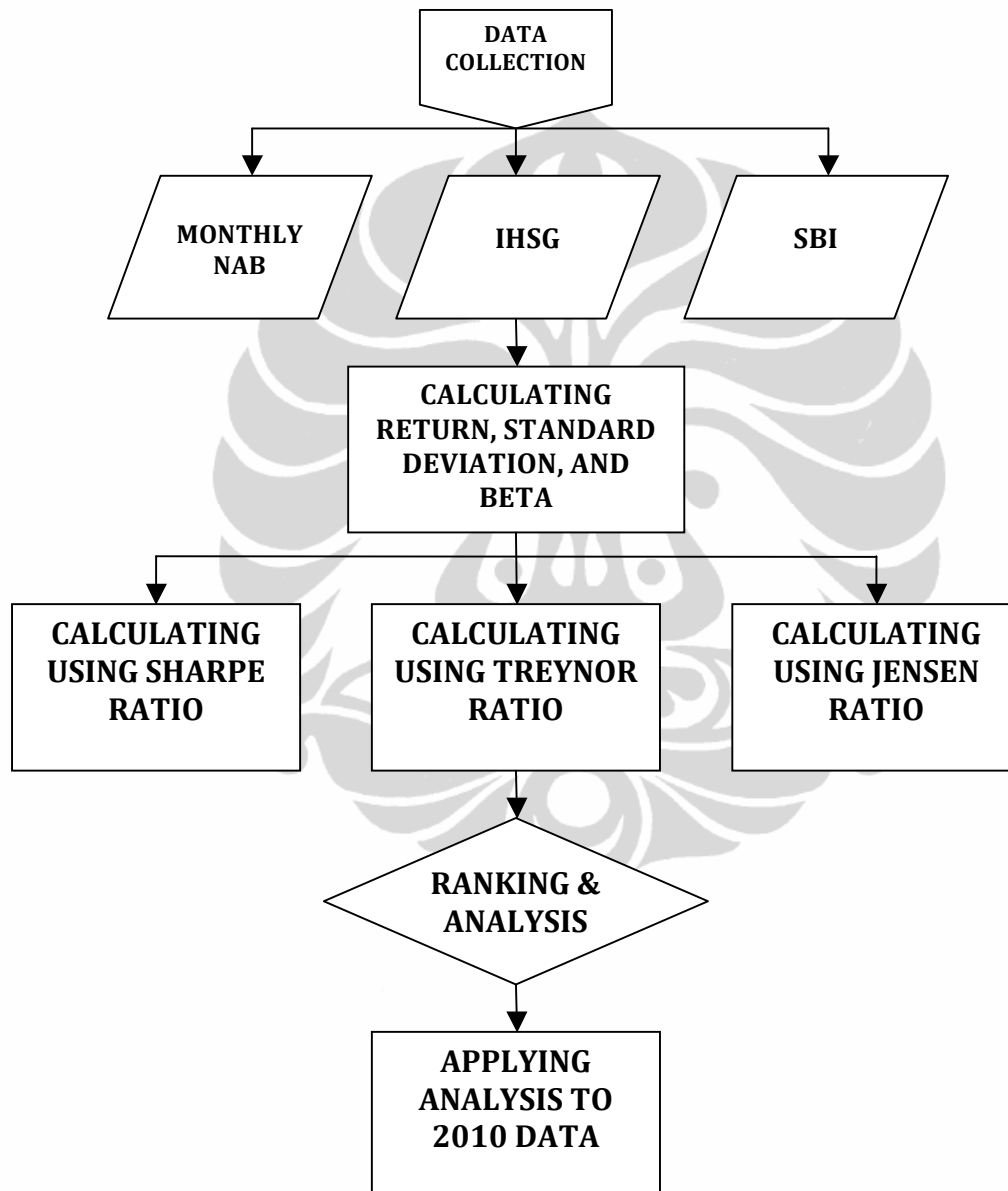 DATA
COLLECTION
MONTHLY
NAB
IHSG
SBI
CALCULATING
RETURN, STANDARD
DEVIATION, AND
BETA
CALCULATING
USING SHARPE
RATIO
CALCULATING
USING TREYNOR
RATIO
CALCULATING
USING JENSEN
RATIO
RANKING &
ANALYSIS
APPLYING
ANALYSIS TO
2010 DATA